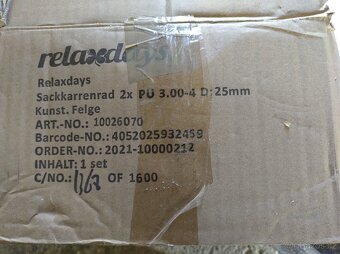 relaxdays
Relaxdays
Sackkarrenrad 2x PU 3.00-4 D:25mm
Kunst. Felge
ART.-NO.: 10026070
Barcode-NO.: 4052025932459
ORDER-NO.: 2021-10000212
INHALT: 1 set
C/NO.: 1363 OF 1600